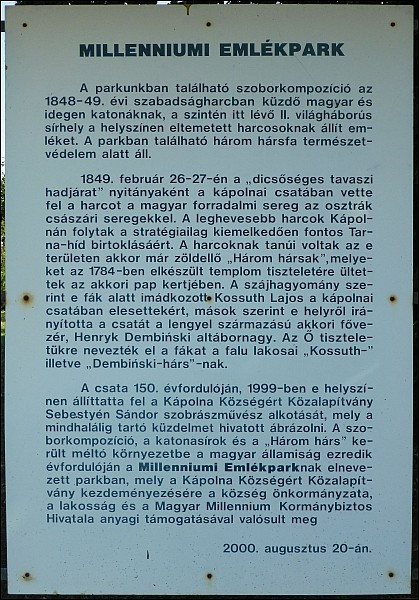 MILLENNIUMI EMLÉKPARK
A parkunkban található szoborkompozíció az
1848-49. évi szabadságharcban küzdő magyar és
idegen katonáknak, a szintén itt lévő II. világháborús
sírhely a helyszínen eltemetett harcosoknak állít em-
léket. A parkban található három hársfa természet-
védelem alatt áll.
1849. február 26-27-én a „dicsőséges tavaszi
hadjárat” nyitányaként a kápolnai csatában vette
fel a harcot a magyar forradalmi sereg az osztrák
császári seregekkel. A leghevesebb harcok Kápol-
nán folytak a stratégiailag kiemelkedően fontos Tar-
na-híd birtoklásáért. A harcoknak tanúi voltak az e
területen akkor már zöldellő „Három hársak”,melye-
ket az 1784-ben elkészült templom tiszteletére ültet-
tek az akkori pap kertjében. A szájhagyomány sze-
rint e fák alatt imádkozott Kossuth Lajos a kápolnai
csatában elesettekért, mások szerint e helyről irá-
nyította a csatát a lengyel származású akkori főve-
zér, Henryk Dembiński altábornagy. Az Ő tisztele-
tükre nevezték el a fákat a falu lakosai „Kossuth-”
illetve „Dembiński-hárs”-nak.
A csata 150. évfordulóján, 1999-ben e helyszí-
nen állíttatta fel a Kápolna Községért Közalapítvány
Sebestyén Sándor szobrászművész alkotását, mely a
mindhalálig tartó küzdelmet hivatott ábrázolni. A szo-
borkompozíció, a katonasírok és a „Három hárs” ke-
rült méltó környezetbe a magyar államiság ezredik
évfordulóján a Millenniumi Emlékparknak elneve-
zett parkban, mely a Kápolna Községért Közalapít-
vány kezdeményezésére a község önkormányzata,
a lakosság és a Magyar Millennium Kormánybiztos
Hivatala anyagi támogatásával valósult meg
2000. augusztus 20-án.